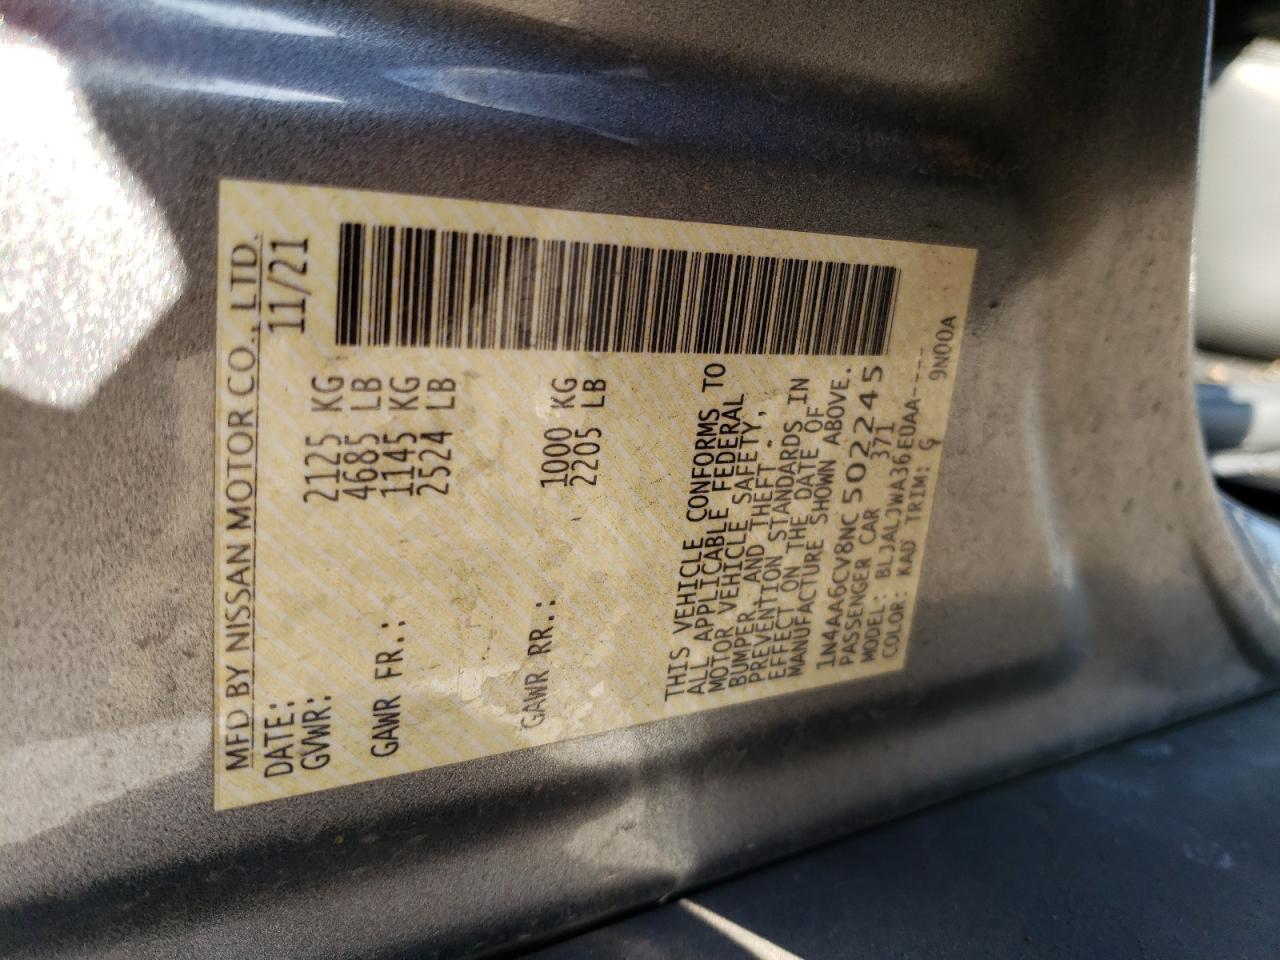 MFD BY NISSAN MOTOR CO., LTD.
DATE: 11/21
GVWR: 2125 KG
4685 LB
GAWR FR.: 1145 KG
2524 LB
GAWR RR.: 1000 KG
2205 LB
THIS VEHICLE CONFORMS TO
ALL APPLICABLE FEDERAL
MOTOR VEHICLE SAFETY,
BUMPER, AND THEFT
PREVENTION STANDARDS IN
EFFECT ON THE DATE OF
MANUFACTURE SHOWN ABOVE.
1N4AA6CV8NC502245
PASSENGER CAR 371
MODEL: BLJALJWA36EUAA-----
COLOR: KAD TRIM: G 9N00A